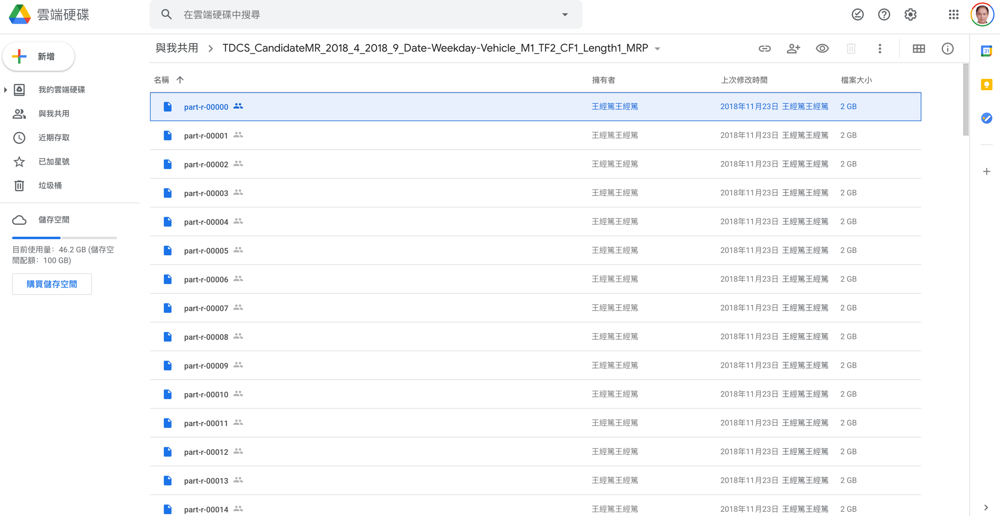 雲端硬碟
在雲端硬碟中搜尋
新增
我的雲端硬碟
與我共用
近期存取
已加星號
垃圾桶
儲存空間
目前使用量：46.2 GB (儲存空
間配額：100 GB)
購買儲存空間
與我共用 > TDCS_CandidateMR_2018_4_2018_9_Date-Weekday-Vehicle_M1_TF2_CF1_Length1_MRP
31
名稱 擁有者 上次修改時間 檔案大小
part-r-00000 王經篤王經篤 2018年11月23日 王經篤王經篤 2 GB
part-r-00001 王經篤王經篤 2018年11月23日 王經篤王經篤 2 GB
part-r-00002 王經篤王經篤 2018年11月23日 王經篤王經篤 2 GB
part-r-00003 王經篤王經篤 2018年11月23日 王經篤王經篤 2 GB
part-r-00004 王經篤王經篤 2018年11月23日 王經篤王經篤 2 GB
part-r-00005 王經篤王經篤 2018年11月23日 王經篤王經篤 2 GB
part-r-00006 王經篤王經篤 2018年11月23日 王經篤王經篤 2 GB
part-r-00007 王經篤王經篤 2018年11月23日 王經篤王經篤 2 GB
part-r-00008 王經篤王經篤 2018年11月23日 王經篤王經篤 2 GB
part-r-00009 王經篤王經篤 2018年11月23日 王經篤王經篤 2 GB
part-r-00010 王經篤王經篤 2018年11月23日 王經篤王經篤 2 GB
part-r-00011 王經篤王經篤 2018年11月23日 王經篤王經篤 2 GB
part-r-00012 王經篤王經篤 2018年11月23日 王經篤王經篤 2 GB
part-r-00013 王經篤王經篤 2018年11月23日 王經篤王經篤 2 GB
part-r-00014 王經篤王經篤 2018年11月23日 王經篤王經篤 2 GB